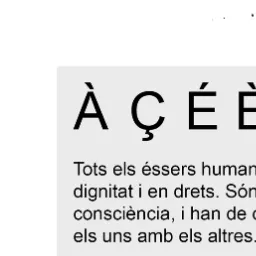 À Ç É È
Tots els éssers human
dignitat i en drets. Són
consciència, i han de c
els uns amb els altres.